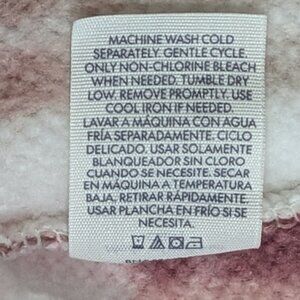 MACHINE WASH COLD
SEPARATELY. GENTLE CYCLE.
ONLY NON-CHLORINE BLEACH
WHEN NEEDED. TUMBLE DRY
LOW. REMOVE PROMPTLY. USE
COOL IRON IF NEEDED.
LAVAR A MÁQUINA CON AGUA
FRÍA SEPARADAMENTE. CICLO
DELICADO. USAR SOLAMENTE
BLANQUEADOR SIN CLORO
CUANDO SE NECESITE. SECAR
EN MÁQUINA A TEMPERATURA
BAJA. RETIRAR RÁPIDAMENTE.
USAR PLANCHA EN FRÍO SI SE
NECESITA.